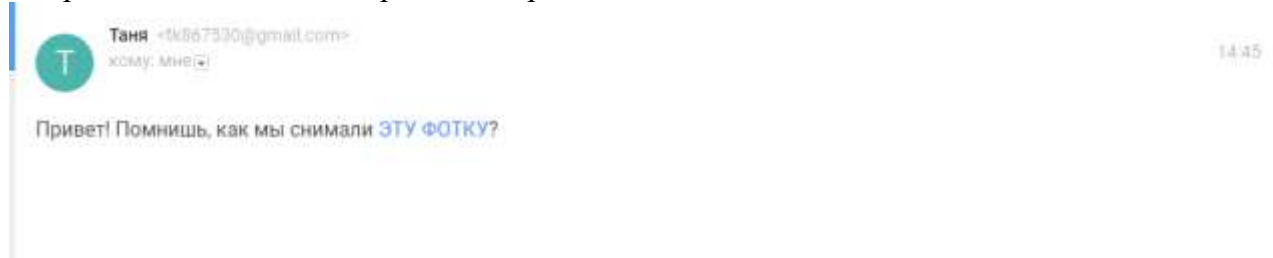 Таня <tk867530@gmail.com>
кому: мне
14:45
Т
Привет! Помнишь, как мы снимали ЭТУ ФОТКУ?